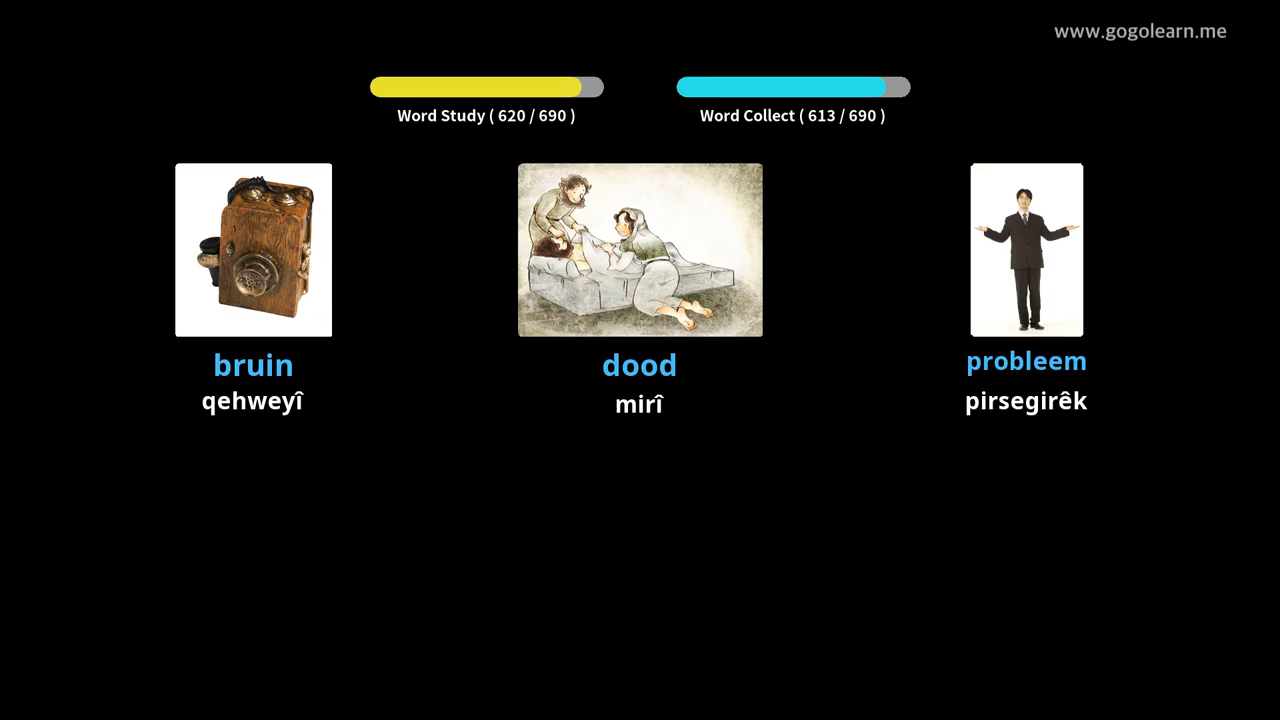 www.gogolearn.me
Word Study ( 620 / 690 )
Word Collect ( 613 / 690 )
bruin
qehweyî
dood
mirî
probleem
pirsegirêk